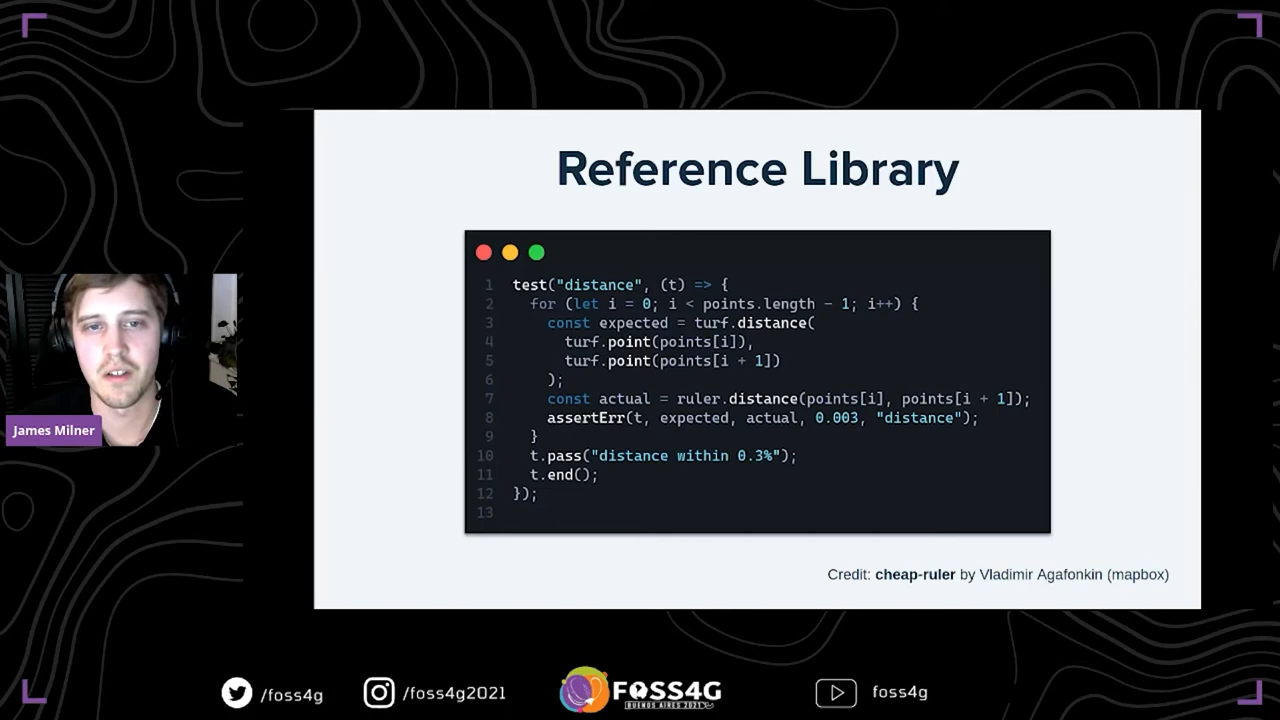 Reference Library
1 test("distance", (t) => {
2 for (let i = 0; i < points.length - 1; i++) {
3 const expected = turf.distance(
4 turf.point(points[i]),
5 turf.point(points[i + 1])
6 );
7 const actual = ruler.distance(points[i], points[i + 1]);
8 assertErr(t, expected, actual, 0.003, "distance");
9 }
10 t.pass("distance within 0.3%");
11 t.end();
12 });
13
Credit: cheap-ruler by Vladimir Agafonkin (mapbox)
James Milner
/foss4g
/foss4g2021
FOSS4G
BUENOS AIRES 2021
foss4g